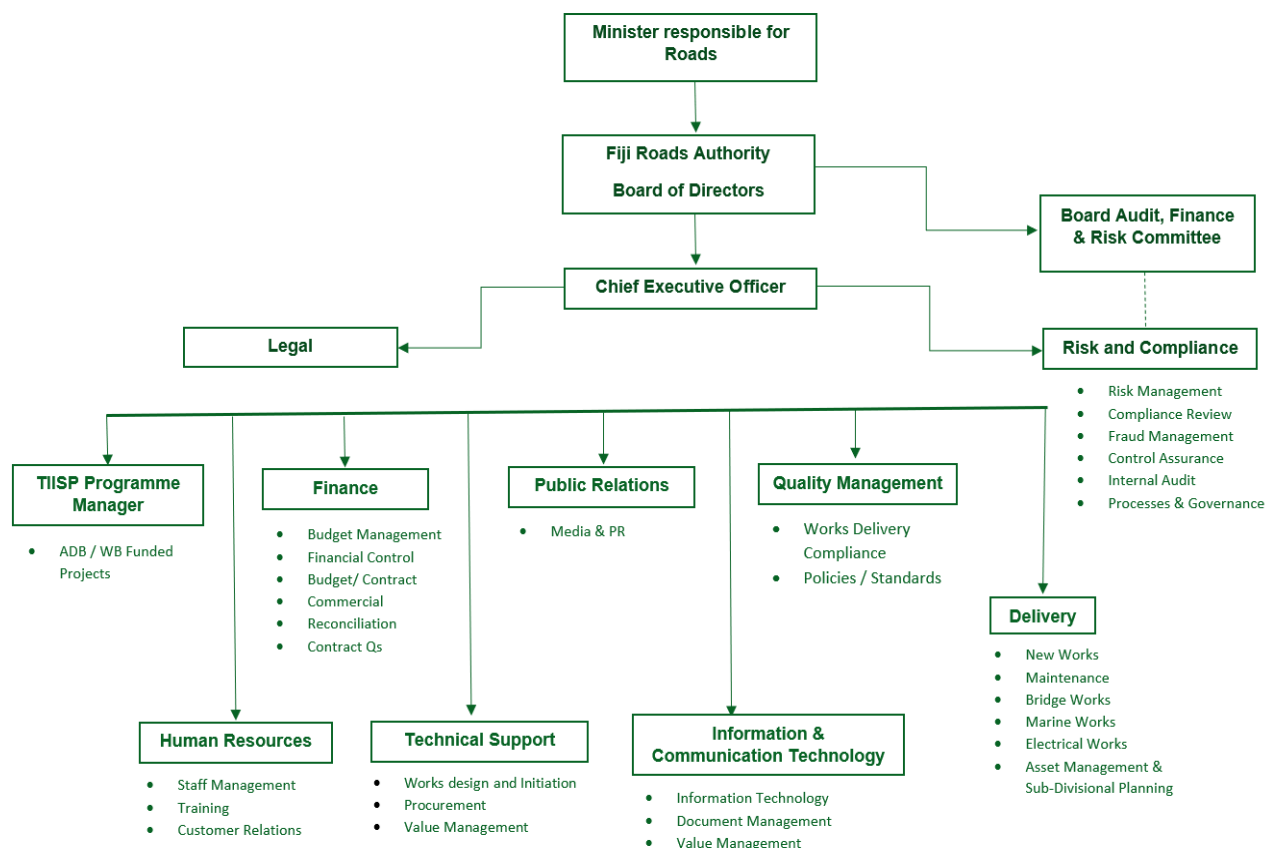 Minister responsible for
Roads
Fiji Roads Authority
Board of Directors
Board Audit, Finance
& Risk Committee
Chief Executive Officer
Legal
Risk and Compliance
• Risk Management
• Compliance Review
• Fraud Management
• Control Assurance
• Internal Audit
• Processes & Governance
TIISP Programme
Manager
• ADB / WB Funded
Projects
Finance
• Budget Management
• Financial Control
• Budget/ Contract
• Commercial
• Reconciliation
• Contract Qs
Public Relations
• Media & PR
Quality Management
• Works Delivery
Compliance
• Policies / Standards
Delivery
• New Works
• Maintenance
• Bridge Works
• Marine Works
• Electrical Works
• Asset Management &
Sub-Divisional Planning
Human Resources
• Staff Management
• Training
• Customer Relations
Technical Support
• Works design and Initiation
• Procurement
• Value Management
Information &
Communication Technology
• Information Technology
• Document Management
• Value Management